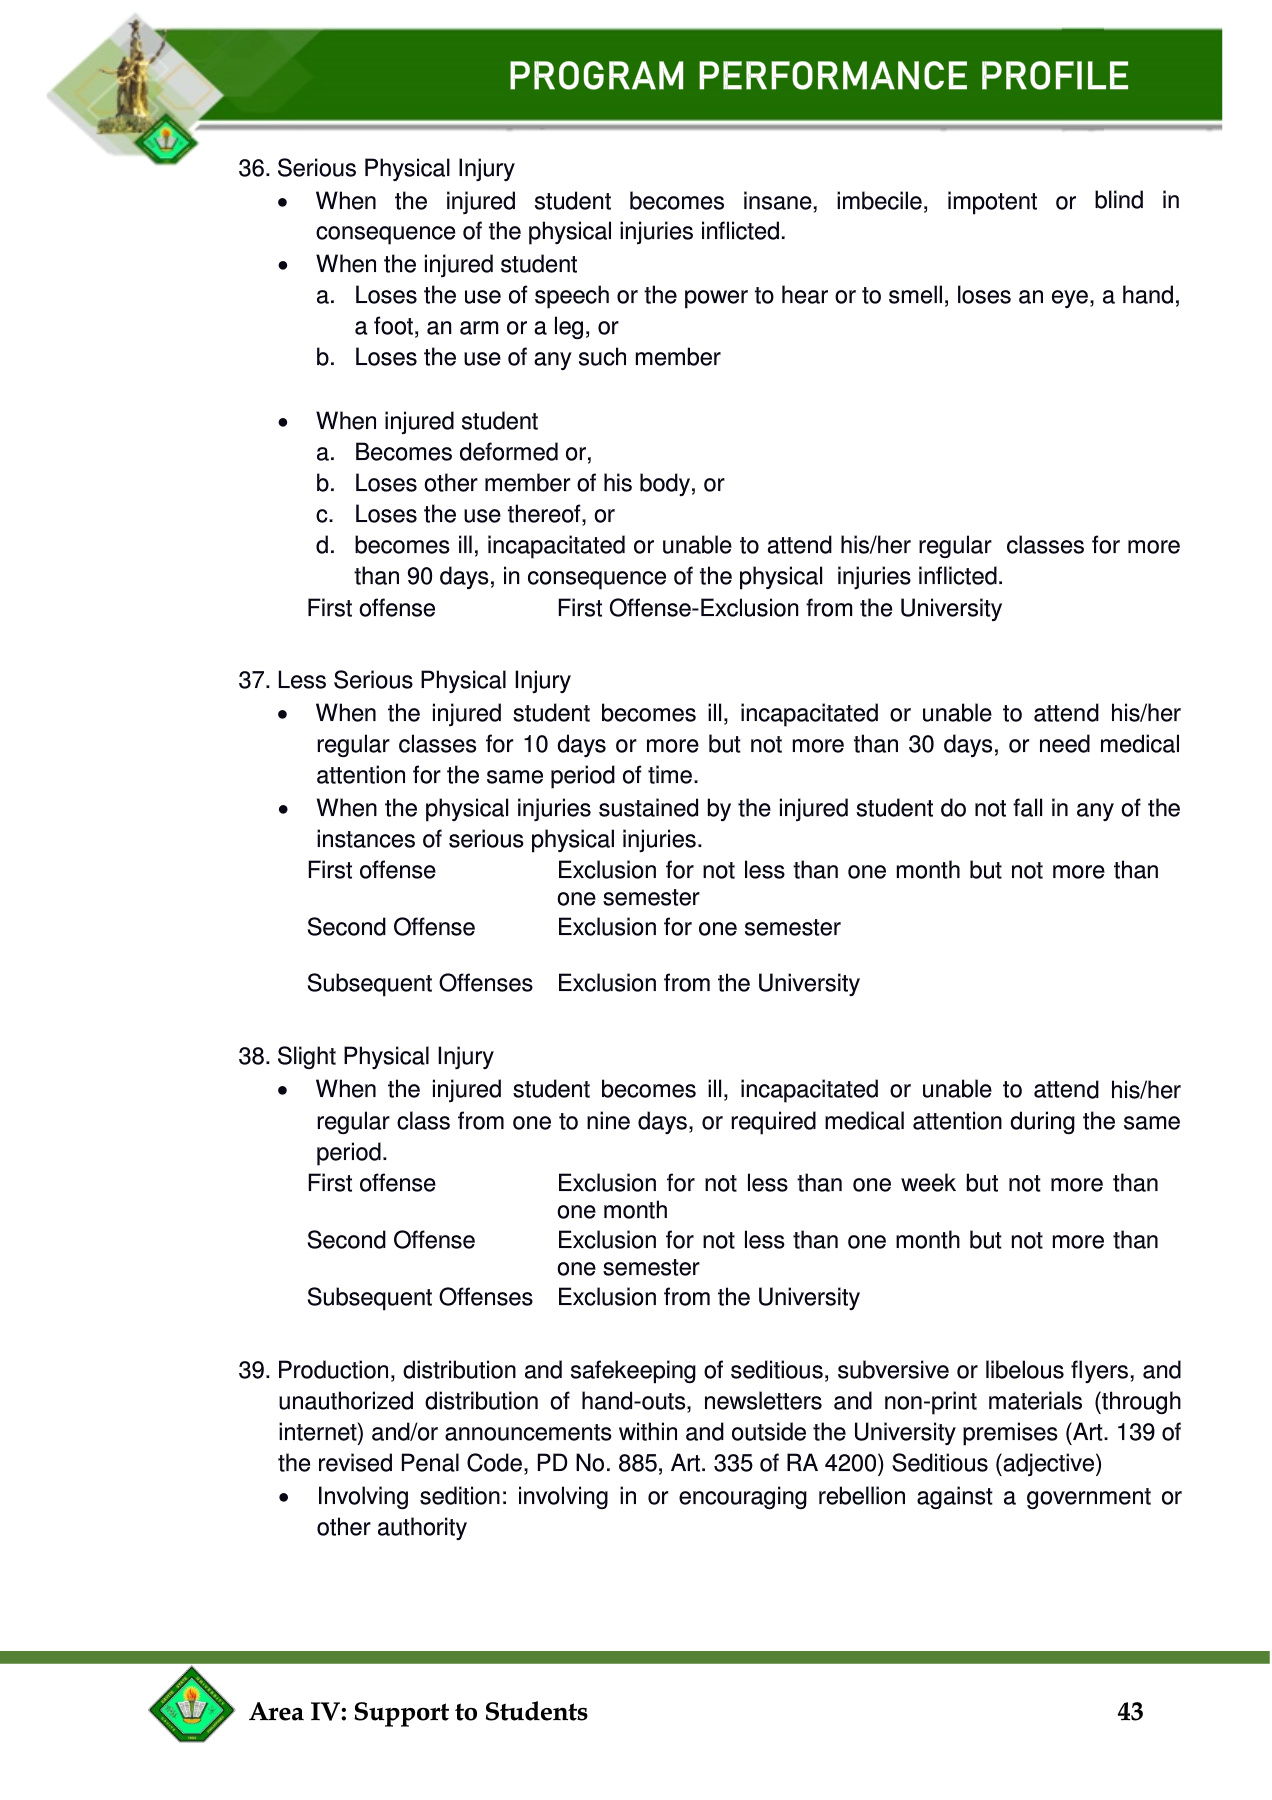 PROGRAM PERFORMANCE PROFILE
36. Serious Physical Injury
• When the injured student becomes insane, imbecile, impotent or blind in
consequence of the physical injuries inflicted.
• When the injured student
a. Loses the use of speech or the power to hear or to smell, loses an eye, a hand,
a foot, an arm or a leg, or
b. Loses the use of any such member
• When injured student
a. Becomes deformed or,
b. Loses other member of his body, or
c. Loses the use thereof, or
d. becomes ill, incapacitated or unable to attend his/her regular classes for more
than 90 days, in consequence of the physical injuries inflicted.
First offense First Offense-Exclusion from the University
37. Less Serious Physical Injury
• When the injured student becomes ill, incapacitated or unable to attend his/her
regular classes for 10 days or more but not more than 30 days, or need medical
attention for the same period of time.
• When the physical injuries sustained by the injured student do not fall in any of the
instances of serious physical injuries.
First offense Exclusion for not less than one month but not more than
one semester
Second Offense Exclusion for one semester
Subsequent Offenses Exclusion from the University
38. Slight Physical Injury
• When the injured student becomes ill, incapacitated or unable to attend his/her
regular class from one to nine days, or required medical attention during the same
period.
First offense Exclusion for not less than one week but not more than
one month
Second Offense Exclusion for not less than one month but not more than
one semester
Subsequent Offenses Exclusion from the University
39. Production, distribution and safekeeping of seditious, subversive or libelous flyers, and
unauthorized distribution of hand-outs, newsletters and non-print materials (through
internet) and/or announcements within and outside the University premises (Art. 139 of
the revised Penal Code, PD No. 885, Art. 335 of RA 4200) Seditious (adjective)
• Involving sedition: involving in or encouraging rebellion against a government or
other authority
Area IV: Support to Students 43